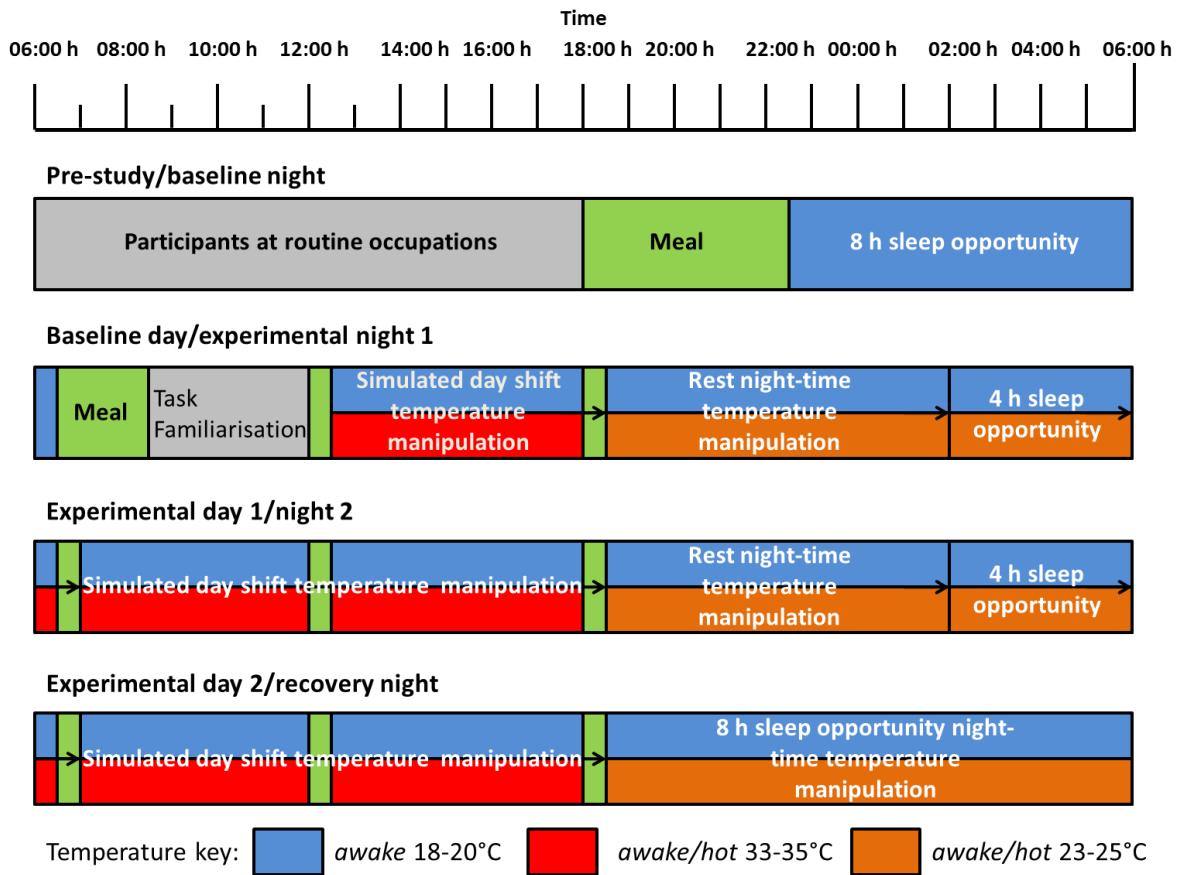 Time
06:00 h 08:00 h 10:00 h 12:00 h 14:00 h 16:00 h 18:00 h 20:00 h 22:00 h 00:00 h 02:00 h 04:00 h 06:00 h
Pre-study/baseline night
Participants at routine occupations
Meal
8 h sleep opportunity
Baseline day/experimental night 1
Meal
Task
Familiarisation
Simulated day shift
temperature
manipulation
Rest night-time
temperature
manipulation
4 h sleep
opportunity
Experimental day 1/night 2
Simulated day shift temperature manipulation
Rest night-time
temperature
manipulation
4 h sleep
opportunity
Experimental day 2/recovery night
Simulated day shift temperature manipulation
8 h sleep opportunity night-
time temperature
manipulation
Temperature key: awake 18-20°C awake/hot 33-35°C awake/hot 23-25°C